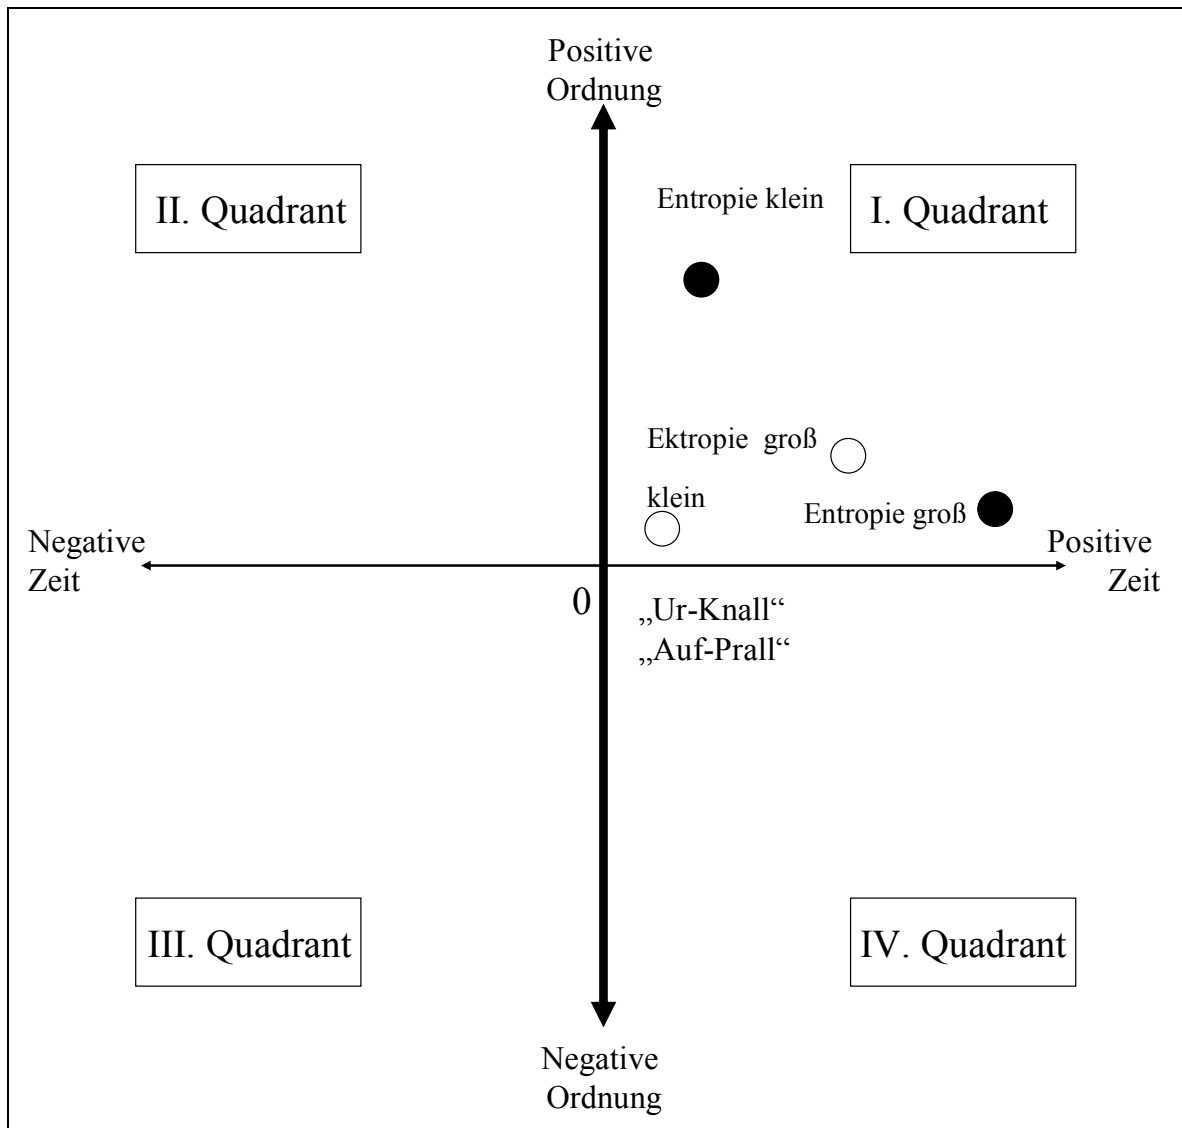 Positive
Ordnung
II. Quadrant
Entropie klein
I. Quadrant
Ektropie groß
klein
Entropie groß
Negative
Zeit
Positive
Zeit
0
„Ur-Knall“
„Auf-Prall“
III. Quadrant
IV. Quadrant
Negative
Ordnung